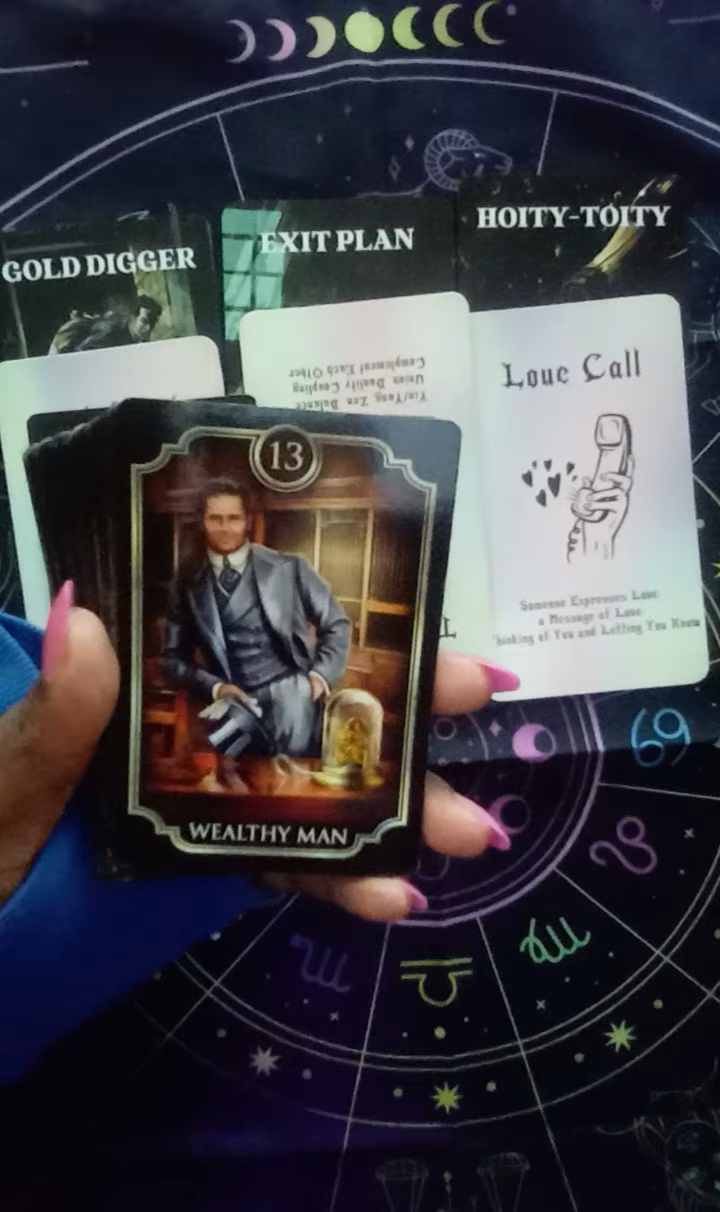 GOLD DIGGER
EXIT PLAN
HOITY-TOITY
Yin/Yang, Zen Balance
Union Duality Coupling
Complement Each Other
Love Call
Someone Expresses Love
a Message of Love
Thinking of You and Letting You Know
13
WEALTHY MAN